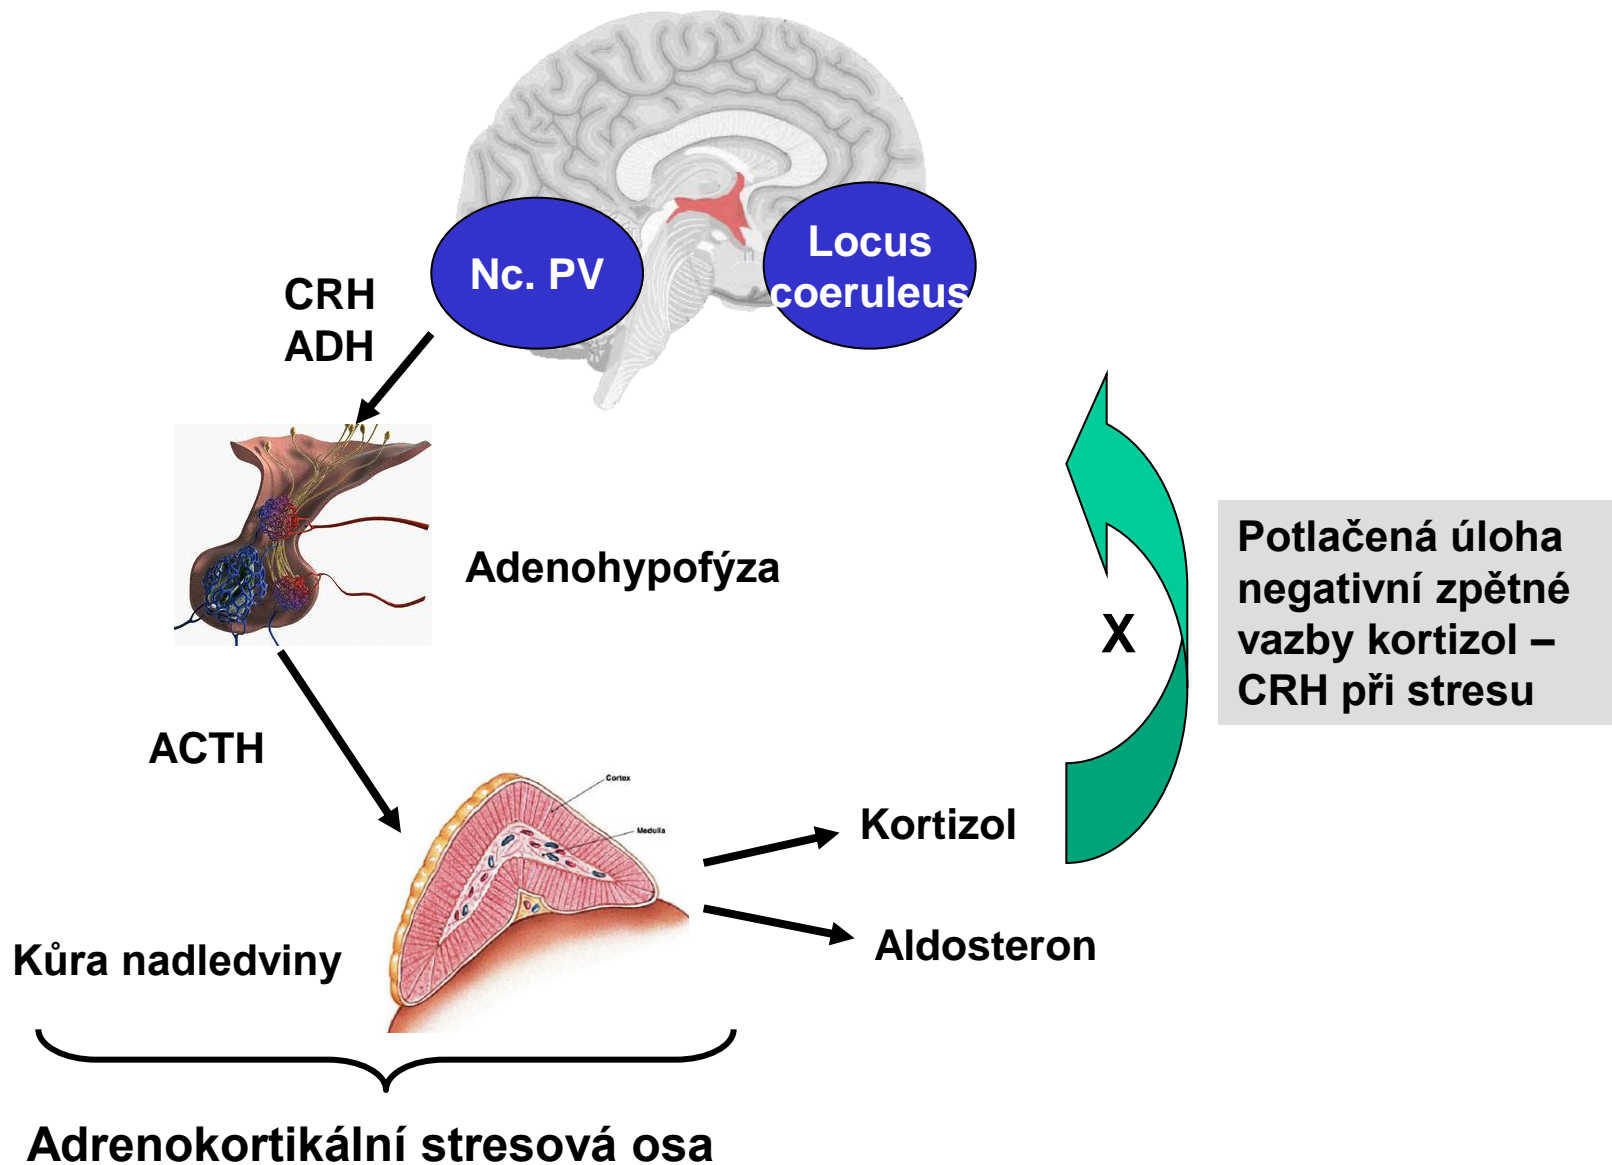 Nc. PV
Locus
coeruleus
CRH
ADH
Adenohypofýza
Potlačená úloha
negativní zpětné
vazby kortizol –
CRH při stresu
X
ACTH
Cortex
Medulla
Kortizol
Aldosteron
Kůra nadledviny
Adrenokortikální stresová osa